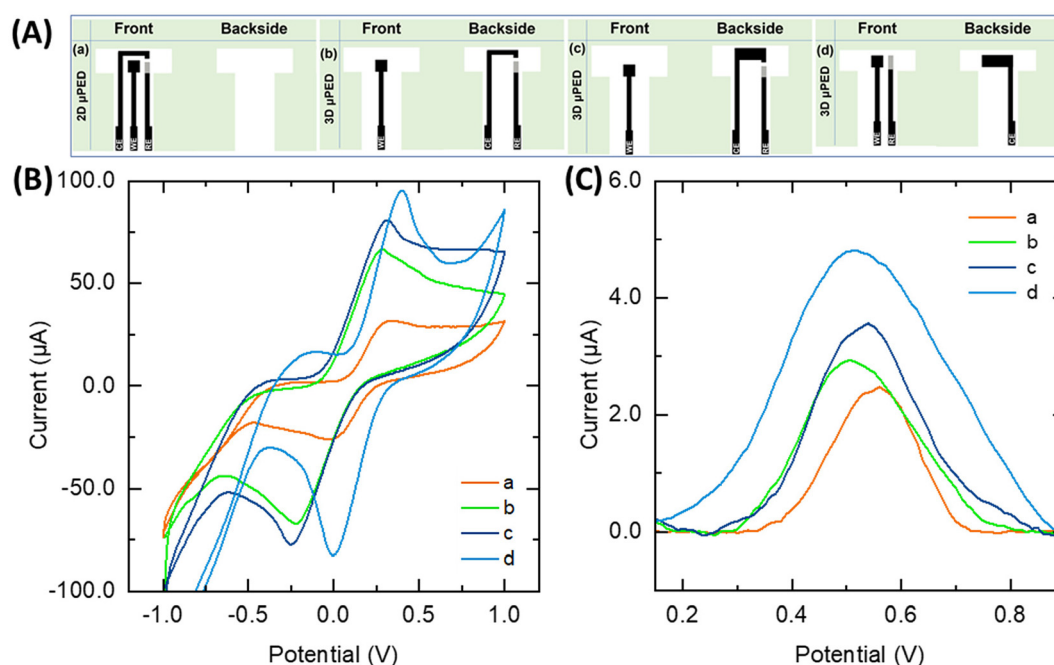 (A)
Front Backside
Front Backside
Front Backside
Front Backside
(a)
2D µPED
CE WE RE
(b)
3D µPED
WE
CE RE
(c)
3D µPED
WE
CE RE
(d)
3D µPED
WE RE
CE
(B)
100.0
50.0
0.0
-50.0
-100.0
Current (µA)
-1.0 -0.5 0.0 0.5 1.0
Potential (V)
a
b
c
d
(C)
6.0
4.0
2.0
0.0
Current (µA)
0.2 0.4 0.6 0.8
Potential (V)
a
b
c
d